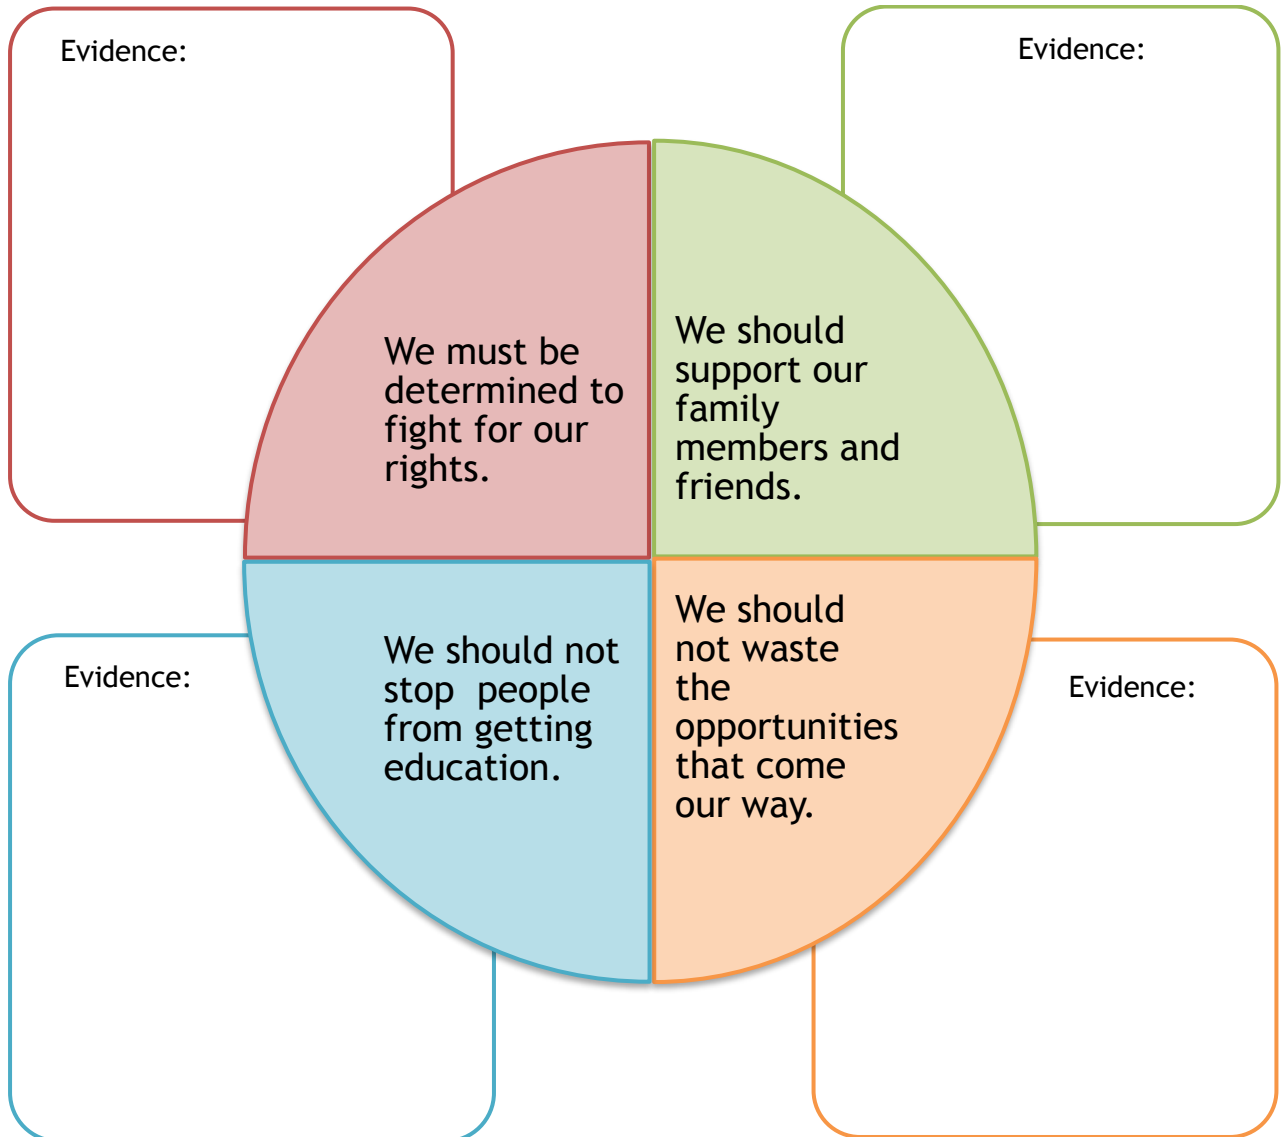 Evidence:
Evidence:
We must be
determined to
fight for our
rights.
We should
support our
family
members and
friends.
We should not
stop  people
from getting
education.
We should
not waste
the
opportunities
that come
our way.
Evidence:
Evidence: